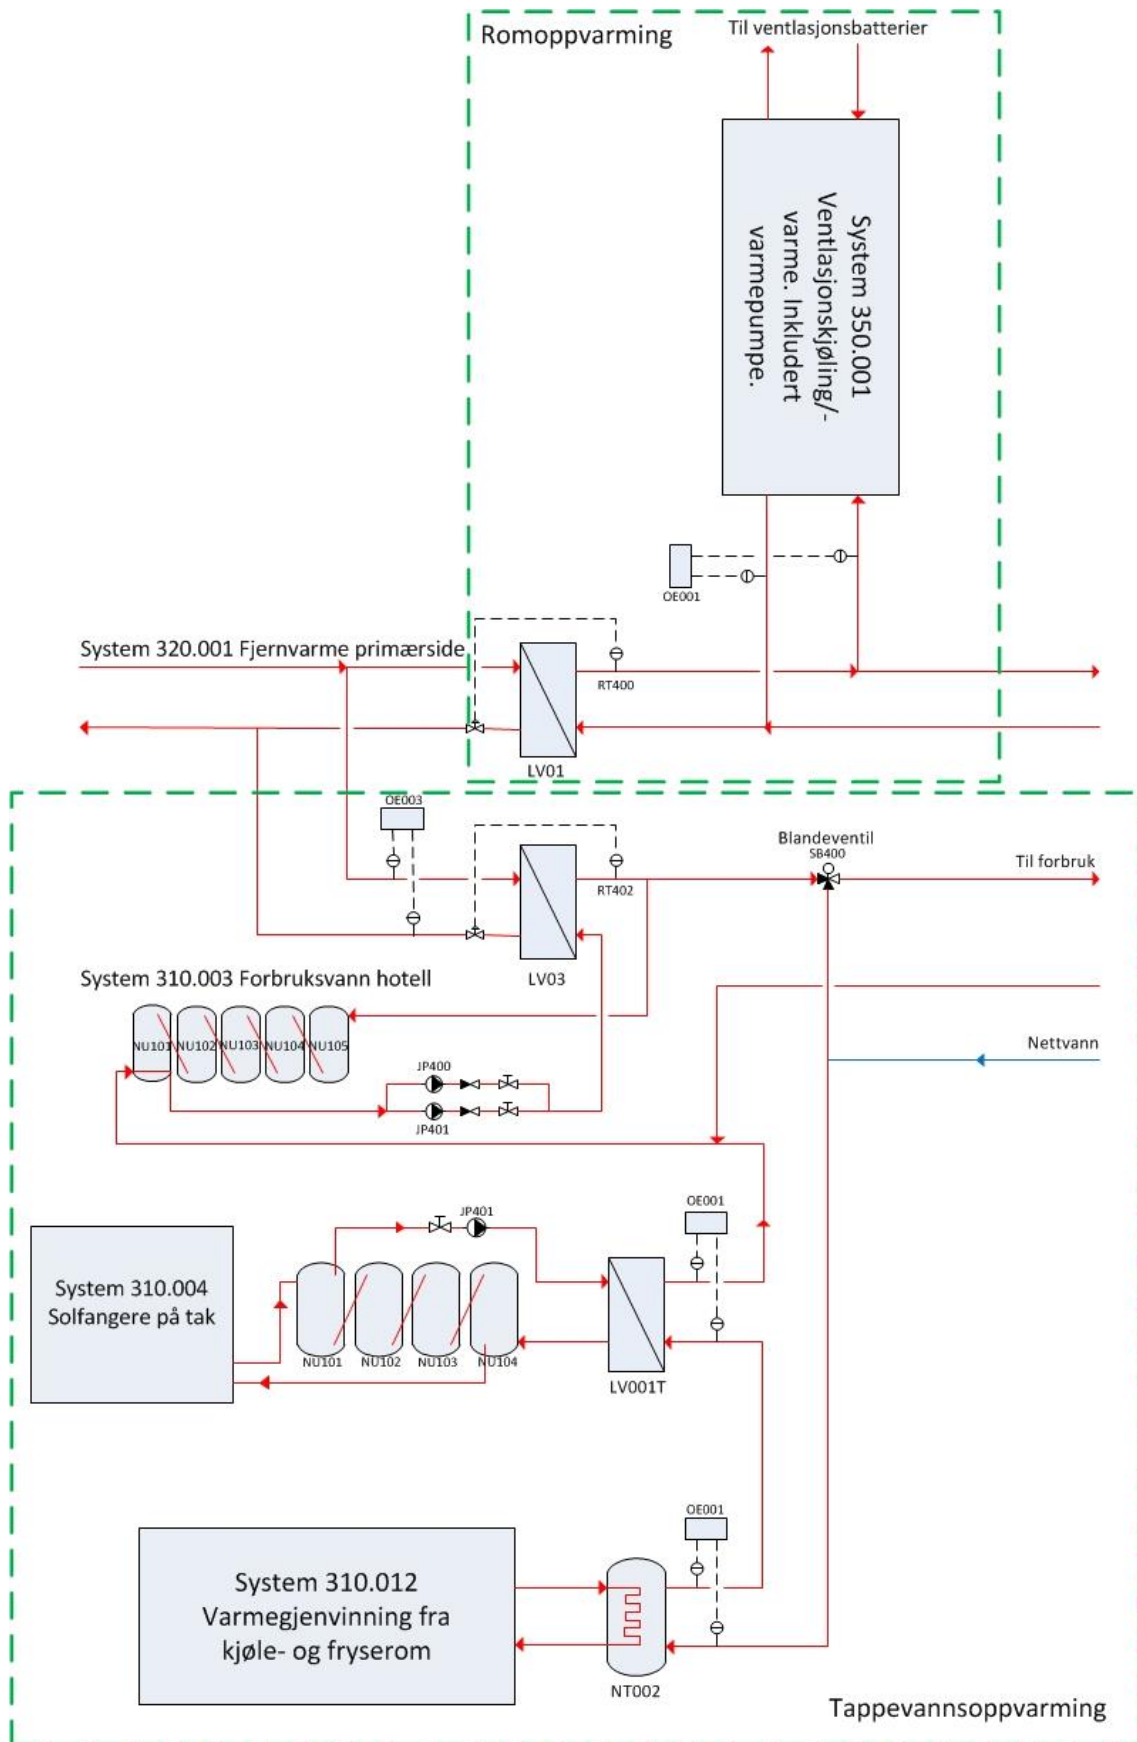 Romoppvarming
Til ventlasjonsbatterier
System 350.001
Ventlasjonskjøling/-
varme. Inkludert
varmepumpe.
OE001
System 320.001 Fjernvarme primærside
RT400
LV01
OE003
Blandeventil
SB400
Til forbruk
RT402
LV03
System 310.003 Forbruksvann hotell
NU101
NU102
NU103
NU104
NU105
Nettvann
JP400
JP401
OE001
JP401
System 310.004
Solfangere på tak
NU101
NU102
NU103
NU104
LV001T
OE001
System 310.012
Varmegjenvinning fra
kjøle- og fryserom
NT002
Tappevannsoppvarming